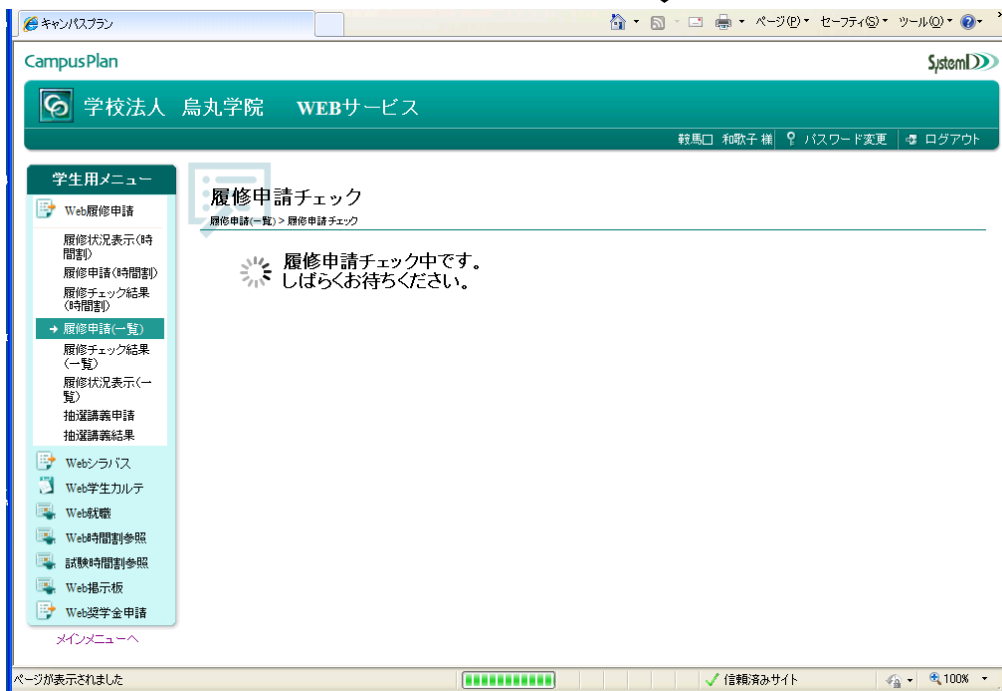 キャンパスプラン
ページ(P)
セーフティ(S)
ツール(O)
CampusPlan
SystemD
学校法人 烏丸学院 WEBサービス
鞍馬口 和歌子 様
パスワード変更
ログアウト
学生用メニュー
Web履修申請
履修状況表示(時
間割)
履修申請(時間割)
履修チェック結果
(時間割)
履修申請(一覧)
履修チェック結果
(一覧)
履修状況表示(一
覧)
抽選講義申請
抽選講義結果
Webシラバス
Web学生カルテ
Web就職
Web時間割参照
試験時間割参照
Web掲示板
Web奨学金申請
メインメニューへ
履修申請チェック
履修申請(一覧) > 履修申請チェック
履修申請チェック中です。
しばらくお待ちください。
ページが表示されました
信頼済みサイト
100%